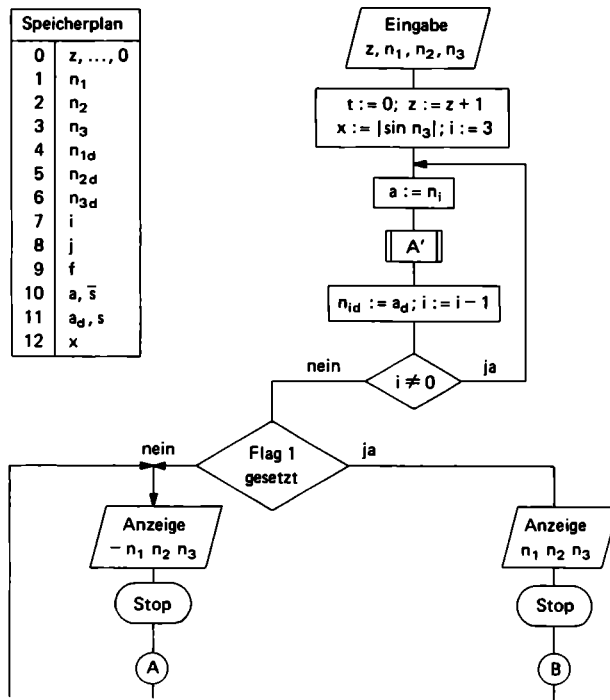 Speicherplan
0 z, ..., 0
1 n₁
2 n₂
3 n₃
4 n₁d
5 n₂d
6 n₃d
7 i
8 j
9 f
10 a, s̅
11 a_d, s
12 x
Eingabe
z, n₁, n₂, n₃
t := 0; z := z + 1
x := |sin n₃|; i := 3
a := nᵢ
A'
n_id := a_d; i := i − 1
nein
i ≠ 0
ja
nein
Flag 1
gesetzt
ja
Anzeige
− n₁ n₂ n₃
Stop
A
Anzeige
n₁ n₂ n₃
Stop
B